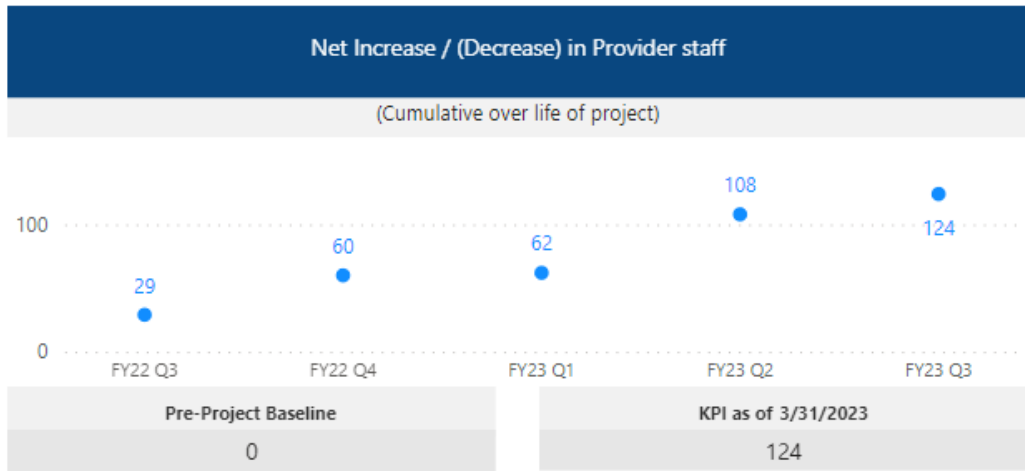 Net Increase / (Decrease) in Provider staff
(Cumulative over life of project)
108
100
124
60
62
29
0
FY22 Q3 FY22 Q4 FY23 Q1 FY23 Q2 FY23 Q3
Pre-Project Baseline KPI as of 3/31/2023
0 124